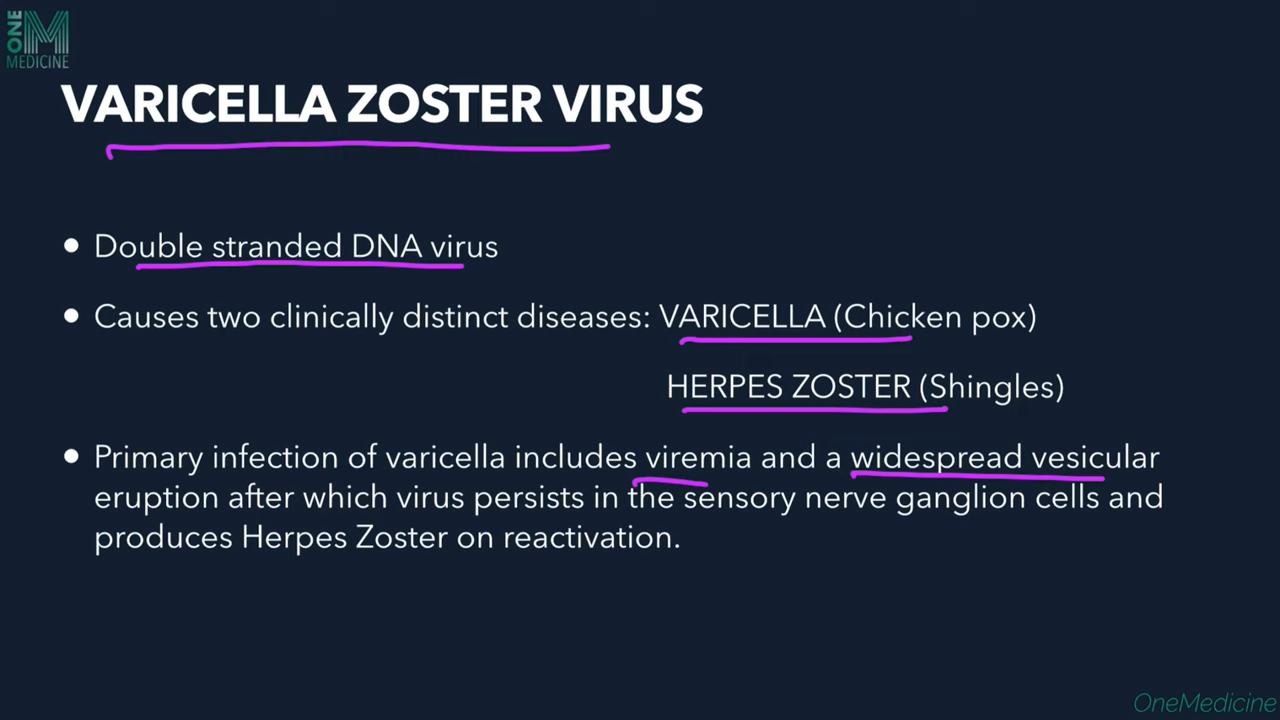 ONE M
MEDICINE
VARICELLA ZOSTER VIRUS
• Double stranded DNA virus
• Causes two clinically distinct diseases: VARICELLA (Chicken pox)
HERPES ZOSTER (Shingles)
• Primary infection of varicella includes viremia and a widespread vesicular
eruption after which virus persists in the sensory nerve ganglion cells and
produces Herpes Zoster on reactivation.
OneMedicine